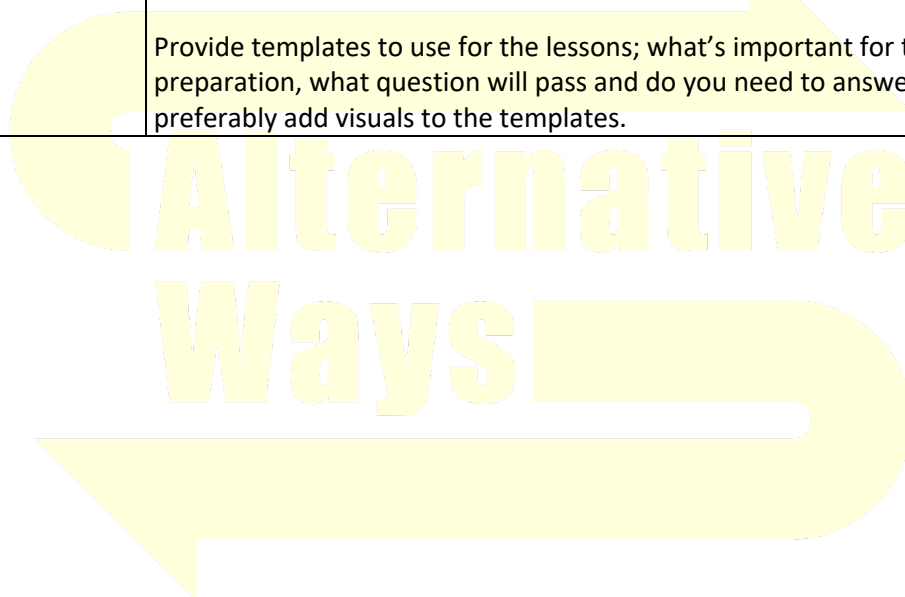 Provide templates to use for the lessons; what’s important for
preparation, what question will pass and do you need to
preferably add visuals to the templates.
Alternative
Ways